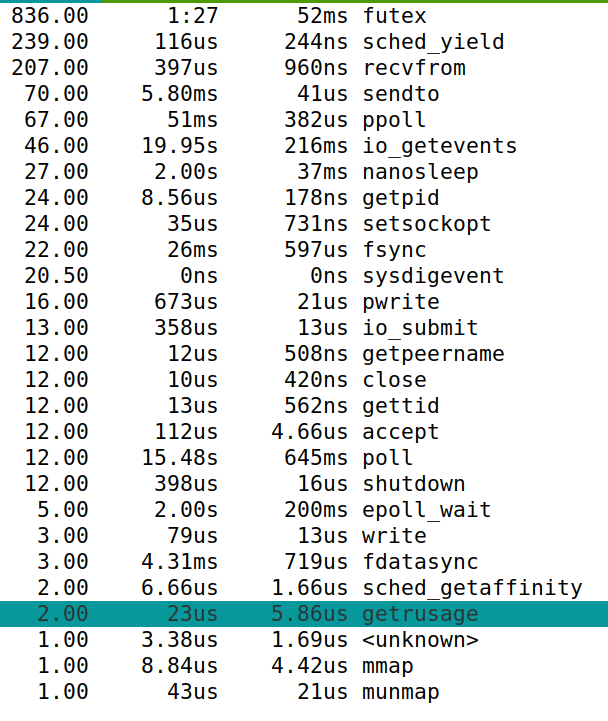 836.00 1:27 52ms futex
239.00 116us 244ns sched_yield
207.00 397us 960ns recvfrom
70.00 5.80ms 41us sendto
67.00 51ms 382us ppoll
46.00 19.95s 216ms io_getevents
27.00 2.00s 37ms nanosleep
24.00 8.56us 178ns getpid
24.00 35us 731ns setsockopt
22.00 26ms 597us fsync
20.50 0ns 0ns sysdigevent
16.00 673us 21us pwrite
13.00 358us 13us io_submit
12.00 12us 508ns getpeername
12.00 10us 420ns close
12.00 13us 562ns gettid
12.00 112us 4.66us accept
12.00 15.48s 645ms poll
12.00 398us 16us shutdown
5.00 2.00s 200ms epoll_wait
3.00 79us 13us write
3.00 4.31ms 719us fdatasync
2.00 6.66us 1.66us sched_getaffinity
2.00 23us 5.86us getrusage
1.00 3.38us 1.69us <unknown>
1.00 8.84us 4.42us mmap
1.00 43us 21us munmap